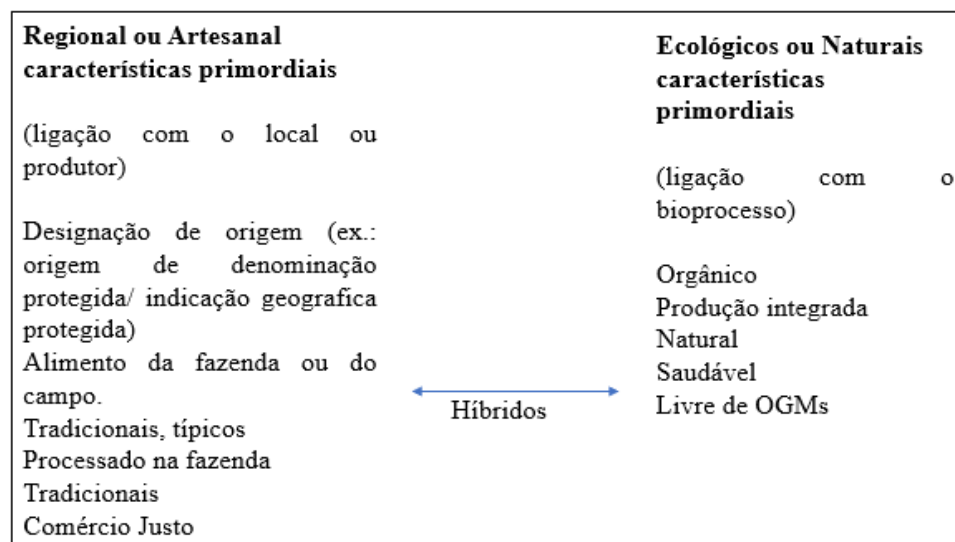 Regional ou Artesanal
características primordiais
(ligação com o local ou
produtor)
Designação de origem (ex.:
origem de denominação
protegida/ indicação geografica
protegida)
Alimento da fazenda ou do
campo.
Tradicionais, típicos
Processado na fazenda
Tradicionais
Comércio Justo
Híbridos
Ecológicos ou Naturais
características
primordiais
(ligação com o
bioprocesso)
Orgânico
Produção integrada
Natural
Saudável
Livre de OGMs